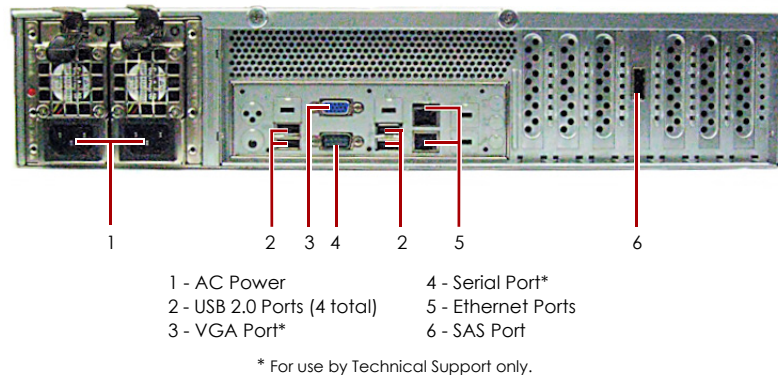 1
2
3
4
2
5
6
1 - AC Power
2 - USB 2.0 Ports (4 total)
3 - VGA Port*
4 - Serial Port*
5 - Ethernet Ports
6 - SAS Port
* For use by Technical Support only.